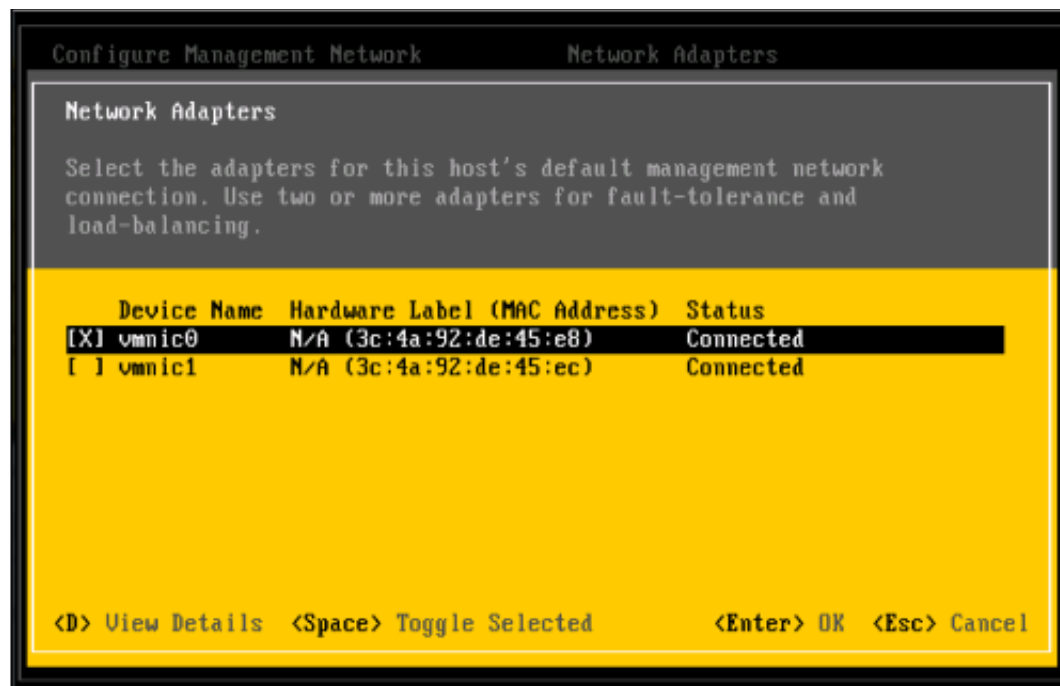 Configure Management Network Network Adapters
Network Adapters
Select the adapters for this host's default management network
connection. Use two or more adapters for fault-tolerance and
load-balancing.
Device Name Hardware Label (MAC Address) Status
[X] vmnic0 N/A (3c:4a:92:de:45:e8) Connected
[ ] vmnic1 N/A (3c:4a:92:de:45:ec) Connected
<D> View Details <Space> Toggle Selected <Enter> OK <Esc> Cancel